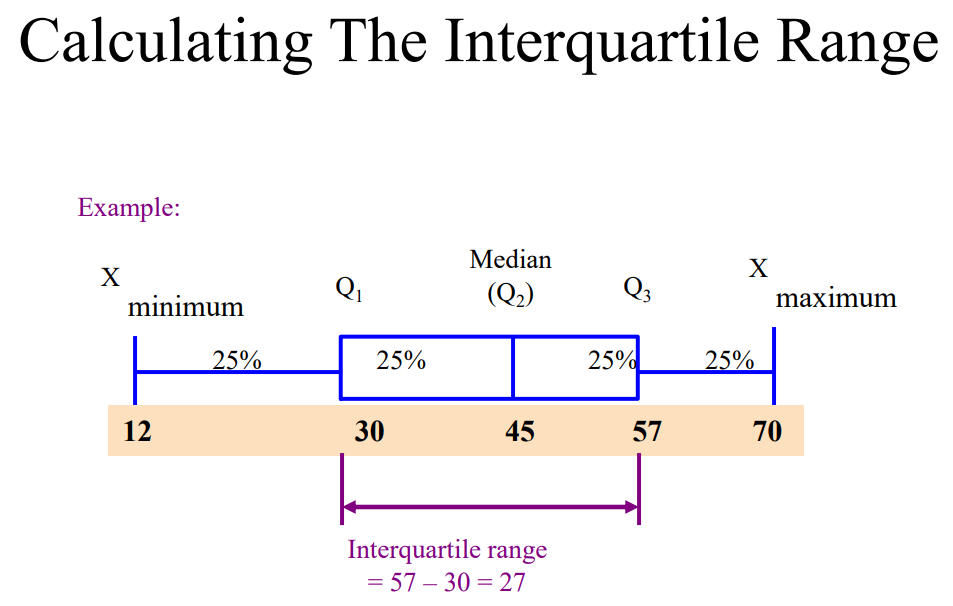 Calculating The Interquartile Range
Example:
X minimum
Q1
Median
(Q2)
Q3
X maximum
25% 25% 25% 25%
12 30 45 57 70
Interquartile range
= 57 – 30 = 27